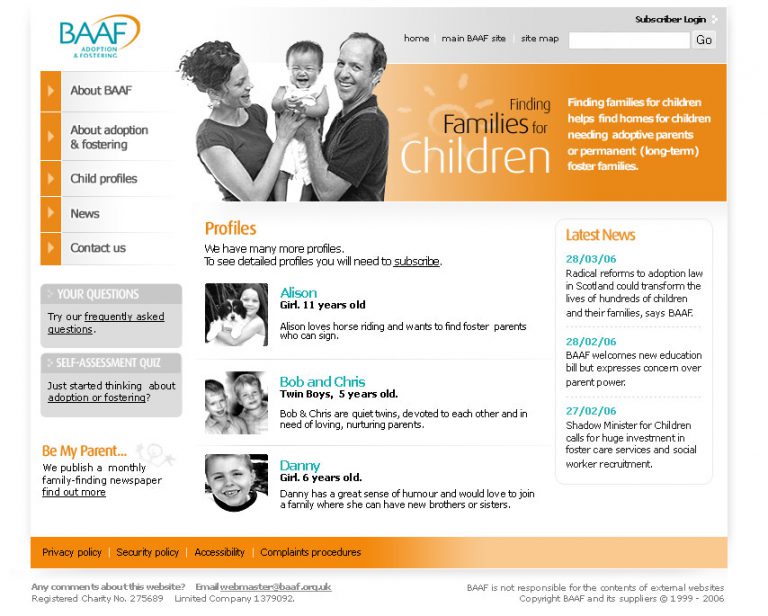 BAAF
ADOPTION
& FOSTERING
Subscriber Login
home | main BAAF site | site map
Go
About BAAF
About adoption
& fostering
Child profiles
News
Contact us
YOUR QUESTIONS
Try our frequently asked
questions.
SELF-ASSESSMENT QUIZ
Just started thinking about
adoption or fostering?
Be My Parent...
We publish a monthly
family-finding newspaper
find out more
Finding
Families for
Children
Finding families for children
helps find homes for children
needing adoptive parents
or permanent (long-term)
foster families.
Profiles
We have many more profiles.
To see detailed profiles you will need to subscribe.
Alison
Girl. 11 years old
Alison loves horse riding and wants to find foster parents
who can sign.
Bob and Chris
Twin Boys, 5 years old.
Bob & Chris are quiet twins, devoted to each other and in
need of loving, nurturing parents.
Danny
Girl. 6 years old.
Danny has a great sense of humour and would love to join
a family where she can have new brothers or sisters.
Latest News
28/03/06
Radical reforms to adoption law
in Scotland could transform the
lives of hundreds of children
and their families, says BAAF.
28/02/06
BAAF welcomes new education
bill but expresses concern over
parent power.
27/02/06
Shadow Minister for Children
calls for huge investment in
foster care services and social
worker recruitment.
Privacy policy | Security policy | Accessibility | Complaints procedures
Any comments about this website? Email webmaster@baaf.org.uk
Registered Charity No. 275689 Limited Company 1379092.
BAAF is not responsible for the contents of external websites
Copyright BAAF and its suppliers © 1999 - 2006